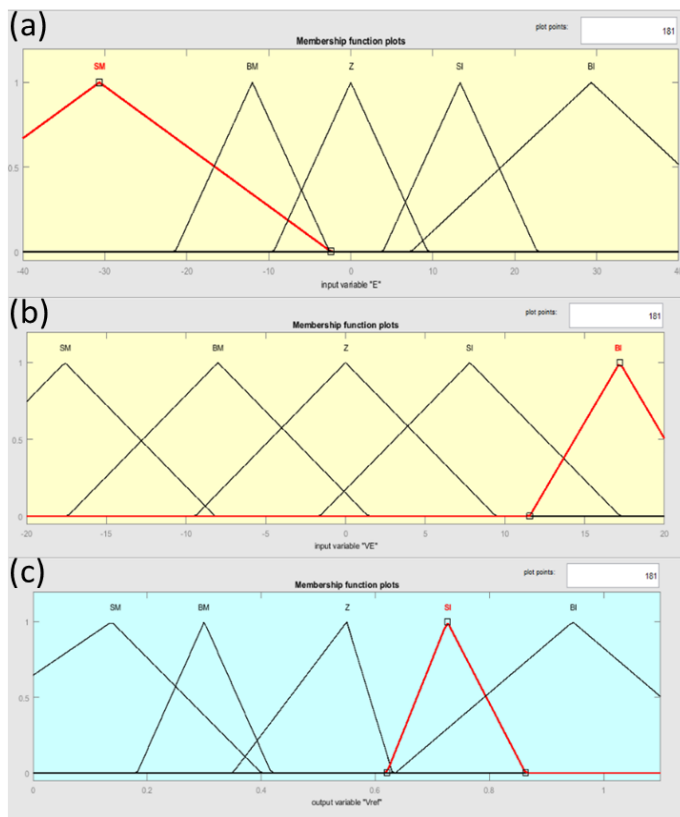 (a)
plot points: 181
Membership function plots
SM BM Z SI BI
1
0.5
0
-40 -30 -20 -10 0 10 20 30 40
input variable "E"
(b)
plot points: 181
Membership function plots
SM BM Z SI BI
1
0.5
0
-20 -15 -10 -5 0 5 10 15 20
input variable "VE"
(c)
plot points: 181
Membership function plots
SM BM Z SI BI
1
0.5
0
0 0.2 0.4 0.6 0.8 1
output variable "Vref"